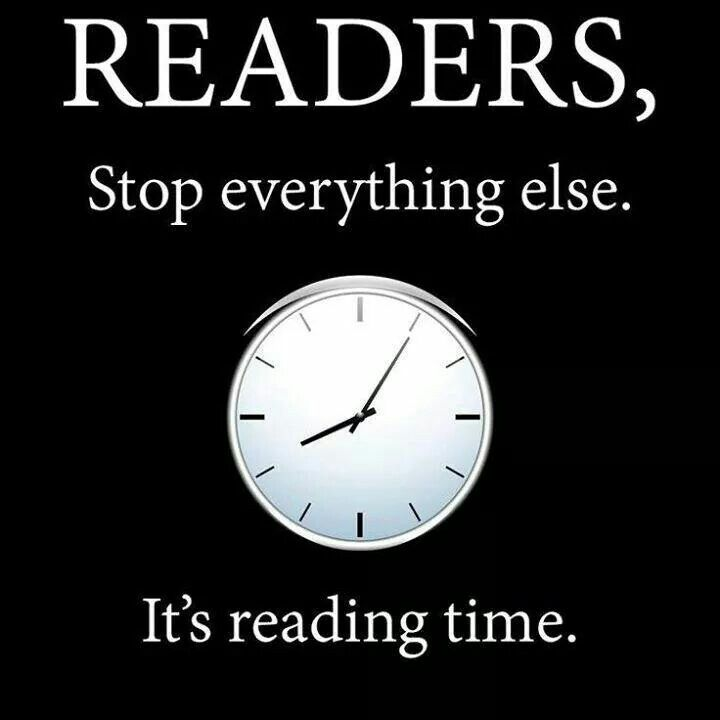 READERS,
Stop everything else.
It's reading time.